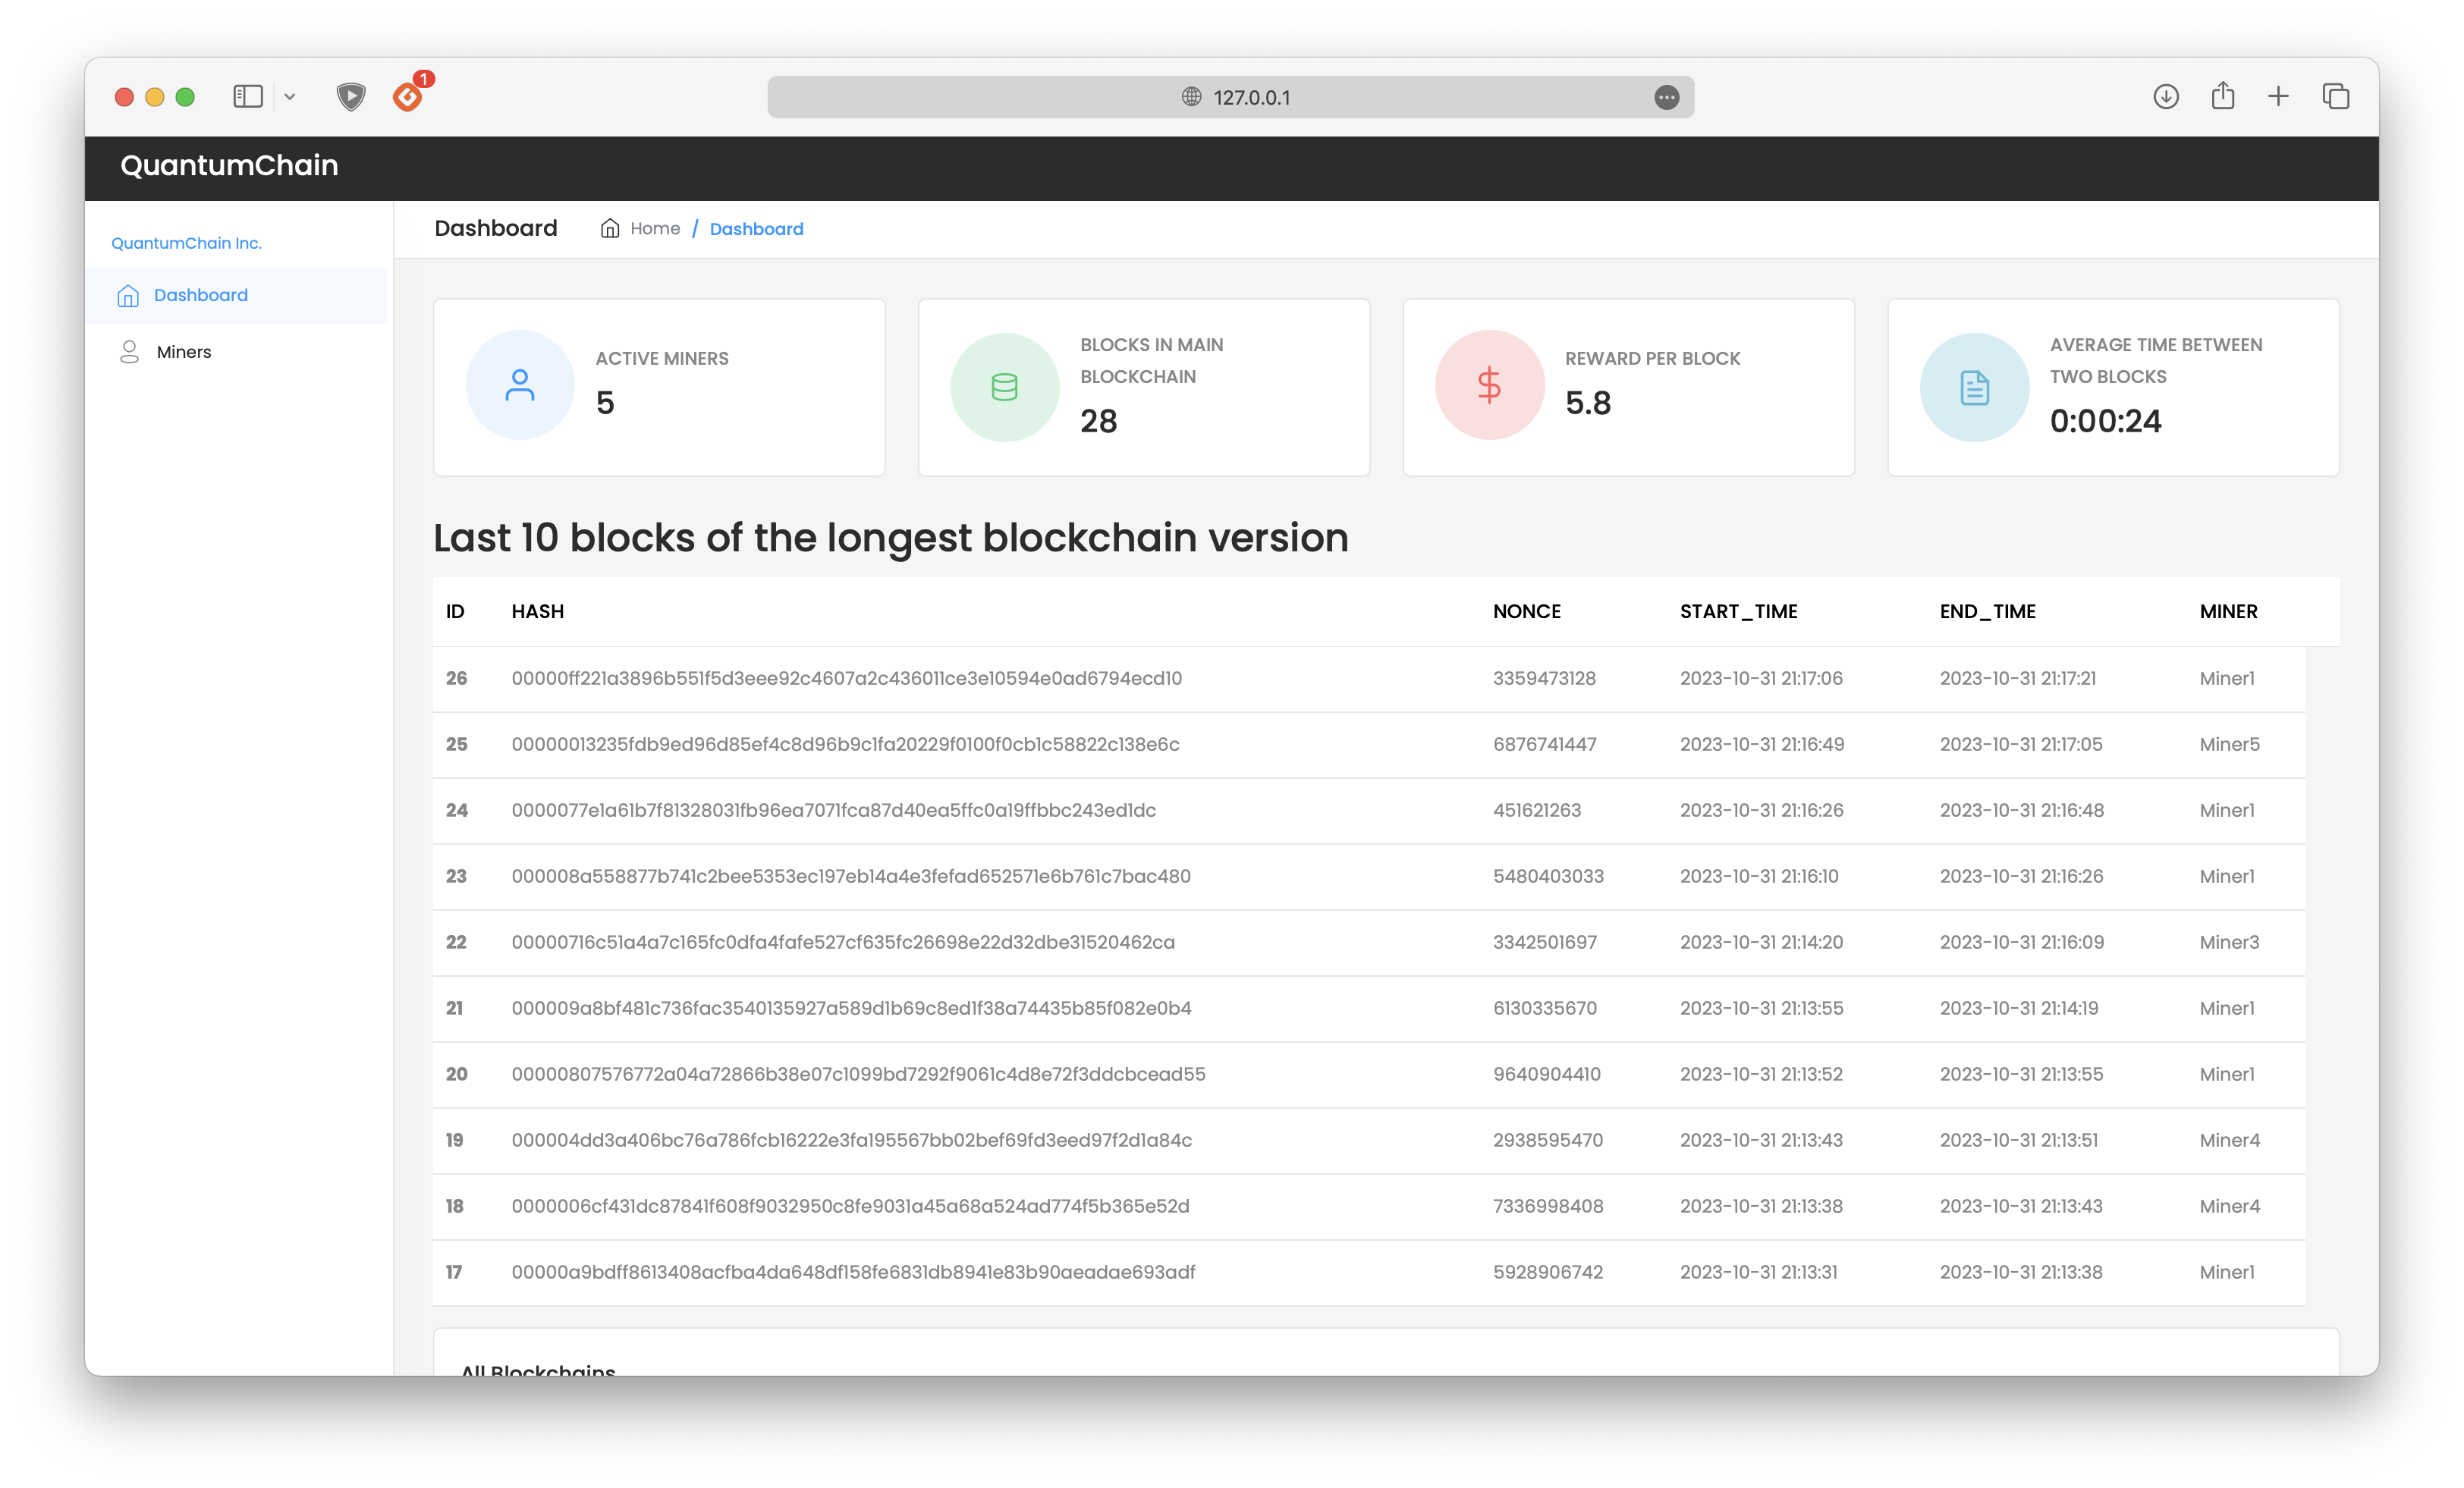 1
127.0.0.1
QuantumChain
QuantumChain Inc.
Dashboard
Miners
Dashboard Home / Dashboard
ACTIVE MINERS
5
BLOCKS IN MAIN
BLOCKCHAIN
28
REWARD PER BLOCK
5.8
AVERAGE TIME BETWEEN
TWO BLOCKS
0:00:24
Last 10 blocks of the longest blockchain version
ID HASH NONCE START_TIME END_TIME MINER
26 00000ff221a3896b551f5d3eee92c4607a2c436011ce3e10594e0ad6794ecd10 3359473128 2023-10-31 21:17:06 2023-10-31 21:17:21 Miner1
25 00000013235fdb9ed96d85ef4c8d96b9c1fa20229f0100f0cb1c58822c138e6c 6876741447 2023-10-31 21:16:49 2023-10-31 21:17:05 Miner5
24 0000077e1a61b7f81328031fb96ea7071fca87d40ea5ffc0a19ffbbc243ed1dc 451621263 2023-10-31 21:16:26 2023-10-31 21:16:48 Miner1
23 000008a558877b741c2bee5353ec197eb14a4e3fefad652571e6b761c7bac480 5480403033 2023-10-31 21:16:10 2023-10-31 21:16:26 Miner1
22 00000716c51a4a7c165fc0dfa4fafe527cf635fc26698e22d32dbe31520462ca 3342501697 2023-10-31 21:14:20 2023-10-31 21:16:09 Miner3
21 000009a8bf481c736fac3540135927a589d1b69c8ed1f38a74435b85f082e0b4 6130335670 2023-10-31 21:13:55 2023-10-31 21:14:19 Miner1
20 00000807576772a04a72866b38e07c1099bd7292f9061c4d8e72f3ddcbcead55 9640904410 2023-10-31 21:13:52 2023-10-31 21:13:55 Miner1
19 000004dd3a406bc76a786fcb16222e3fa195567bb02bef69fd3eed97f2d1a84c 2938595470 2023-10-31 21:13:43 2023-10-31 21:13:51 Miner4
18 0000006cf431dc87841f608f9032950c8fe9031a45a68a524ad774f5b365e52d 7336998408 2023-10-31 21:13:38 2023-10-31 21:13:43 Miner4
17 00000a9bdff8613408acfba4da648df158fe6831db8941e83b90aeadae693adf 5928906742 2023-10-31 21:13:31 2023-10-31 21:13:38 Miner1
All Blockchains